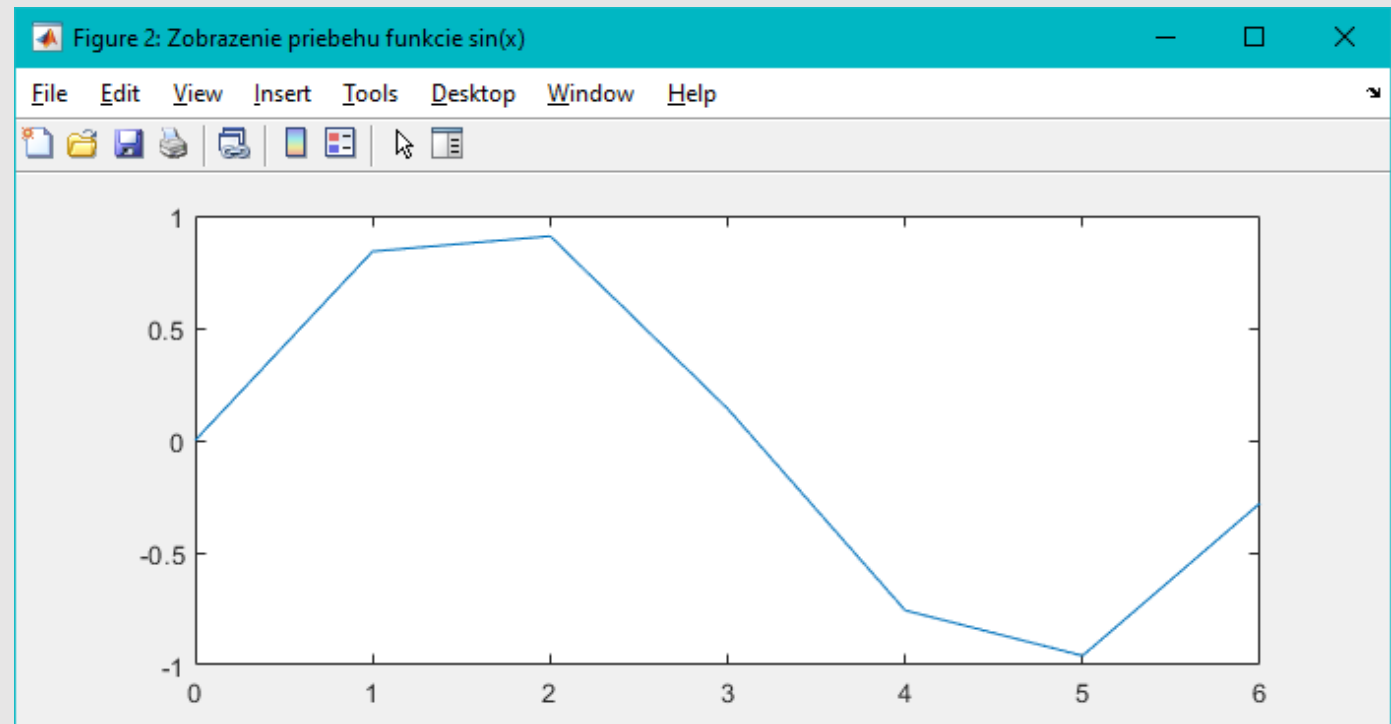 Figure 2: Zobrazenie priebehu funkcie sin(x)
File Edit View Insert Tools Desktop Window Help
1
0.5
0
-0.5
-1
0 1 2 3 4 5 6